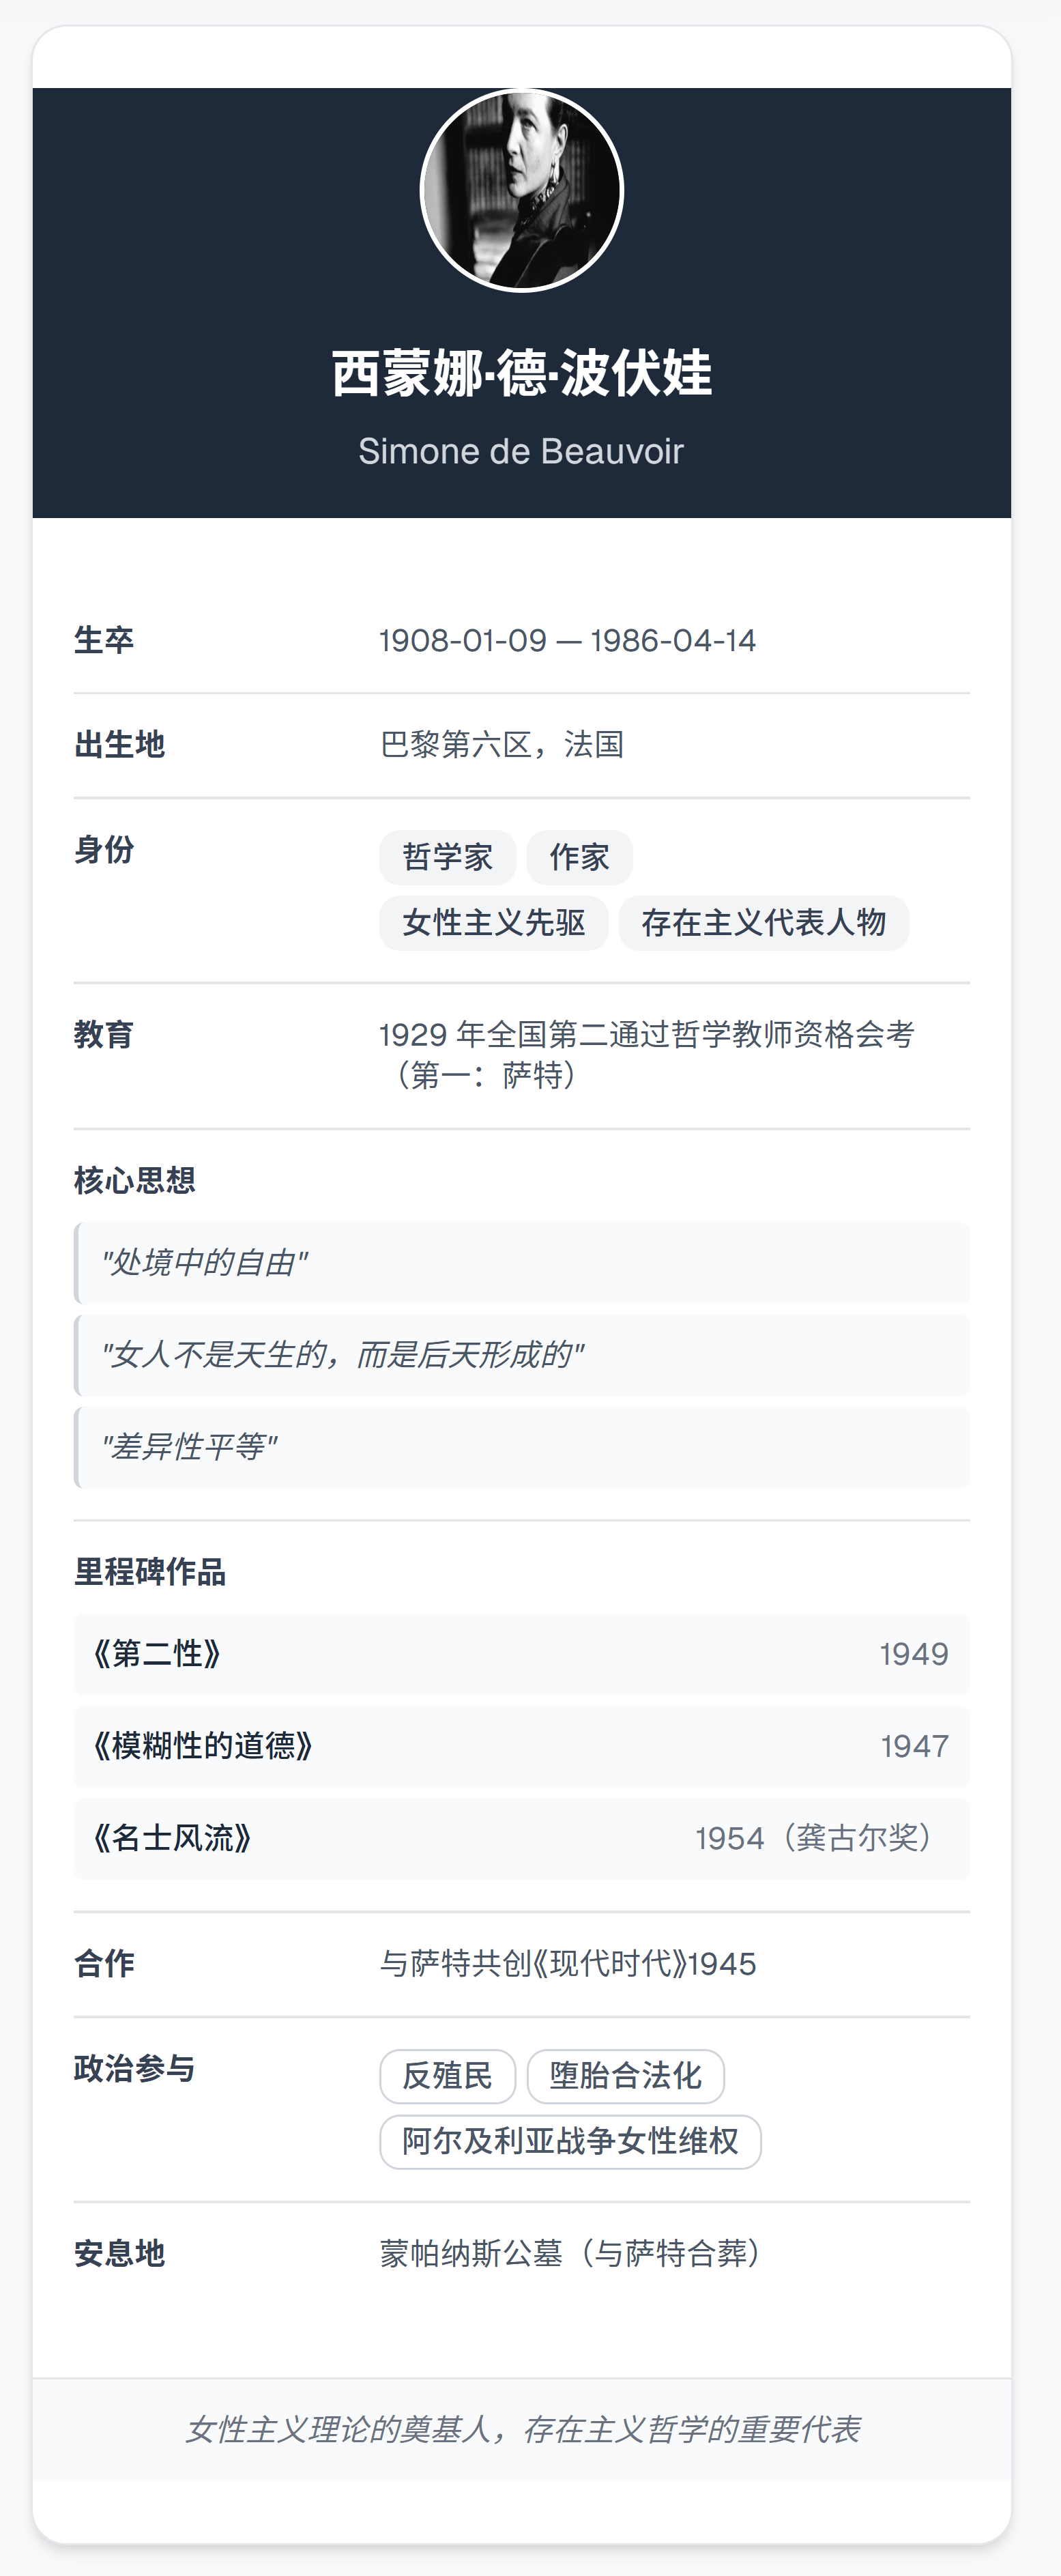 西蒙娜·德·波伏娃
Simone de Beauvoir
生卒
1908-01-09 — 1986-04-14
出生地
巴黎第六区，法国
身份
哲学家 作家
女性主义先驱 存在主义代表人物
教育
1929 年全国第二通过哲学教师资格会考
（第一：萨特）
核心思想
"处境中的自由"
"女人不是天生的，而是后天形成的"
"差异性平等"
里程碑作品
《第二性》 1949
《模糊性的道德》 1947
《名士风流》 1954（龚古尔奖）
合作
与萨特共创《现代时代》1945
政治参与
反殖民 堕胎合法化
阿尔及利亚战争女性维权
安息地
蒙帕纳斯公墓（与萨特合葬）
女性主义理论的奠基人，存在主义哲学的重要代表